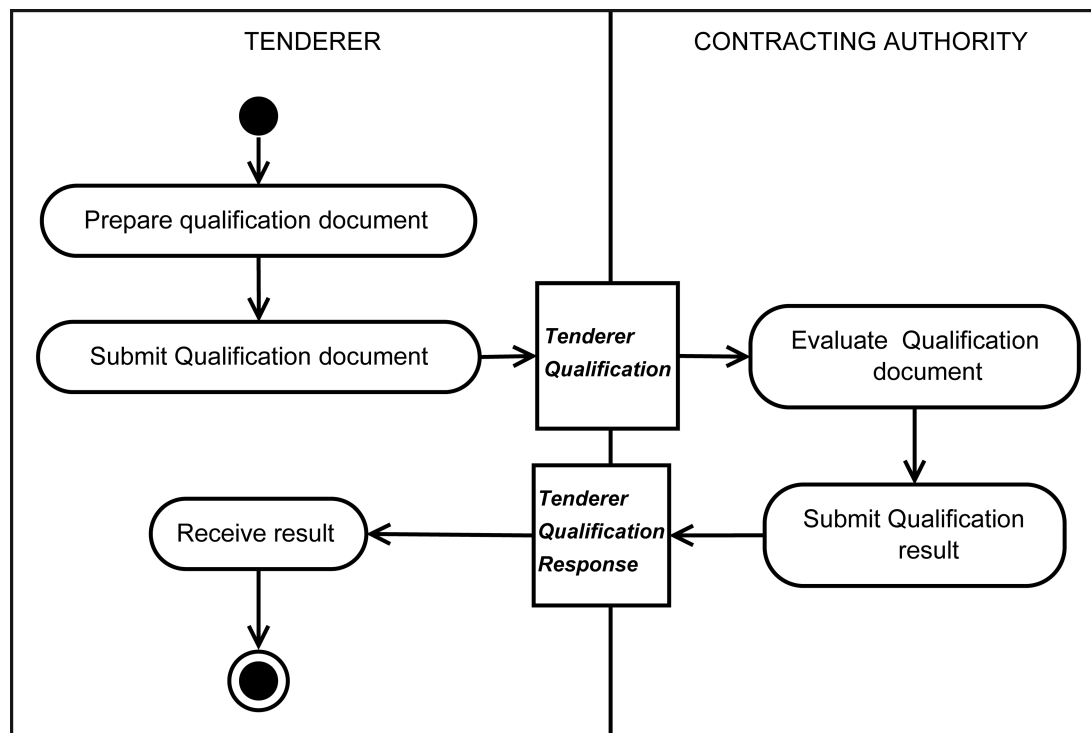 TENDERER
CONTRACTING AUTHORITY
Prepare qualification document
Submit Qualification document
Tenderer
Qualification
Evaluate Qualification
document
Submit Qualification
result
Tenderer
Qualification
Response
Receive result